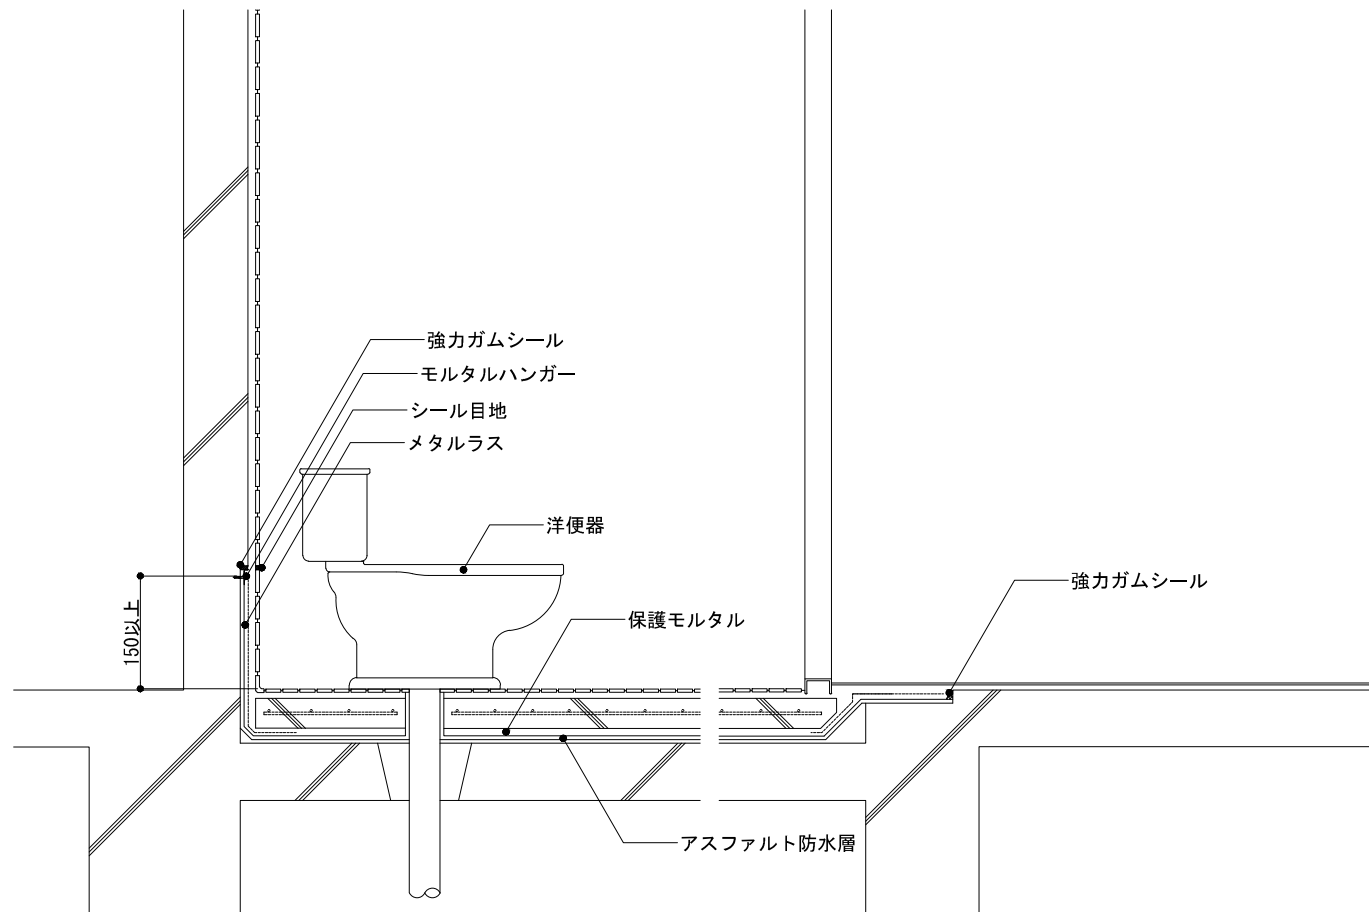 強力ガムシール
モルタルハンガー
シール目地
メタルラス
洋便器
150以上
強力ガムシール
保護モルタル
アスファルト防水層